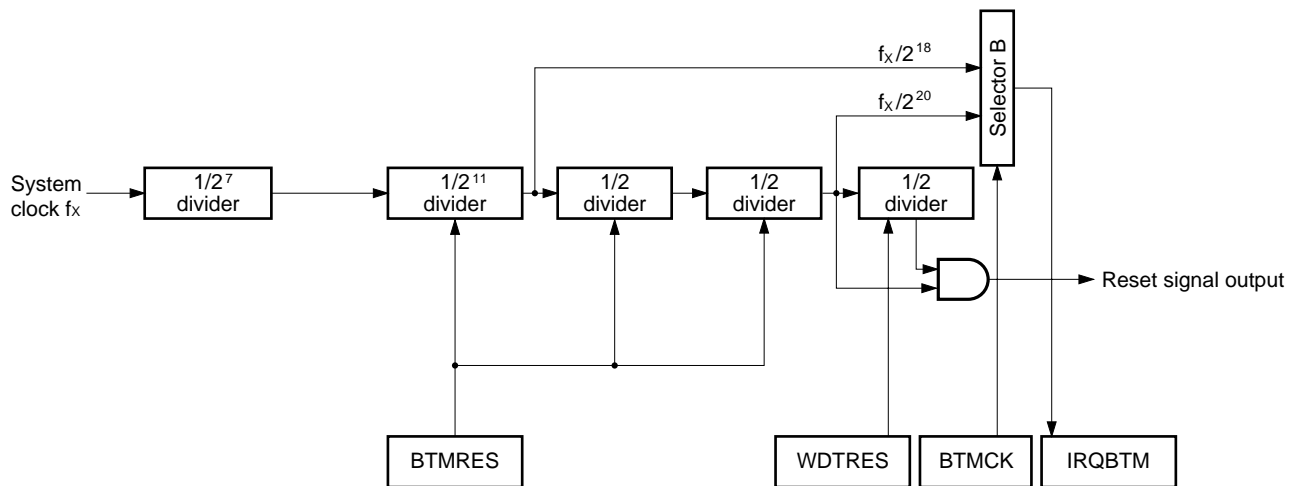 fX/2^18
fX/2^20
Selector B
System
clock fX
1/2^7
divider
1/2^11
divider
1/2
divider
1/2
divider
1/2
divider
Reset signal output
BTMRES
WDTRES
BTMCK
IRQBTM